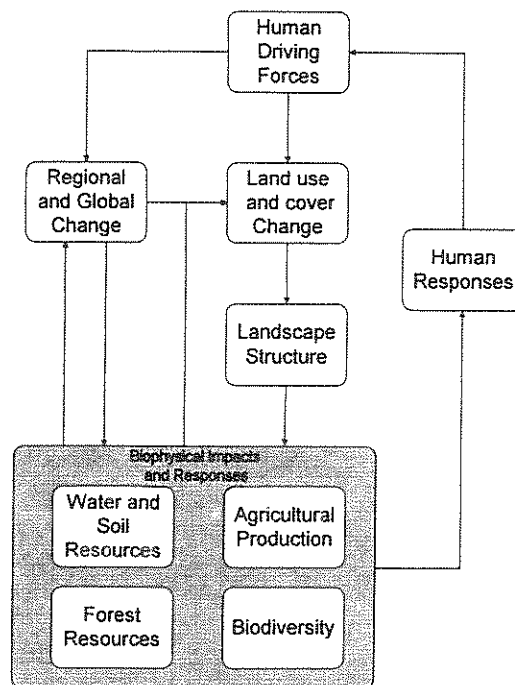 Human
Driving
Forces
Regional
and Global
Change
Land use
and cover
Change
Human
Responses
Landscape
Structure
Biophysical Impacts
and Responses
Water and
Soil
Resources
Agricultural
Production
Forest
Resources
Biodiversity